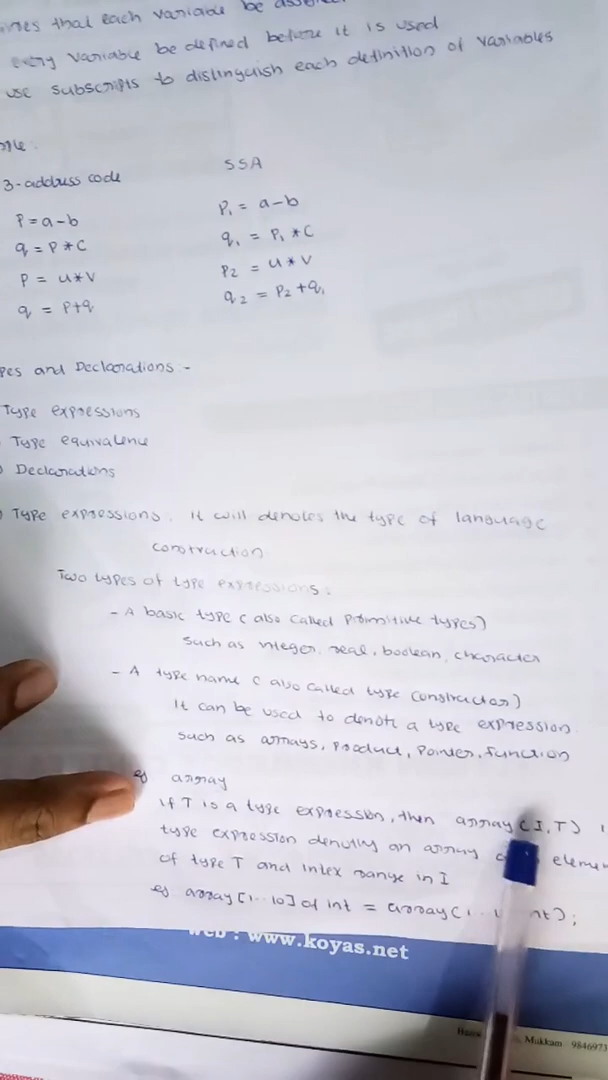 that each variable be
every variable be defined before it is used
use subscripts to distinguish each definition of variables
3-address code
SSA
P = a-b
P₁ = a-b
q = P * C
q₁ = P₁ * C
P = u*v
P₂ = u*v
q = P+q
q₂ = P₂ + q₁
and Declarations :-
Type expressions
Type equivalence
Declarations
Type expressions : It will denotes the type of language
construction
Two types of type expressions :
- A basic type ( also called primitive types)
such as integer, real, boolean, character
- A type name ( also called type constructor)
It can be used to denote a type expression.
such as arrays, product, pointer, function
eg array
if T is a type expression, then array (I, T)
type expression denoting an array
of type T and index range in I
eg array [1..10] of int = array (1..
www.koyas.net
Mukkam 9846973